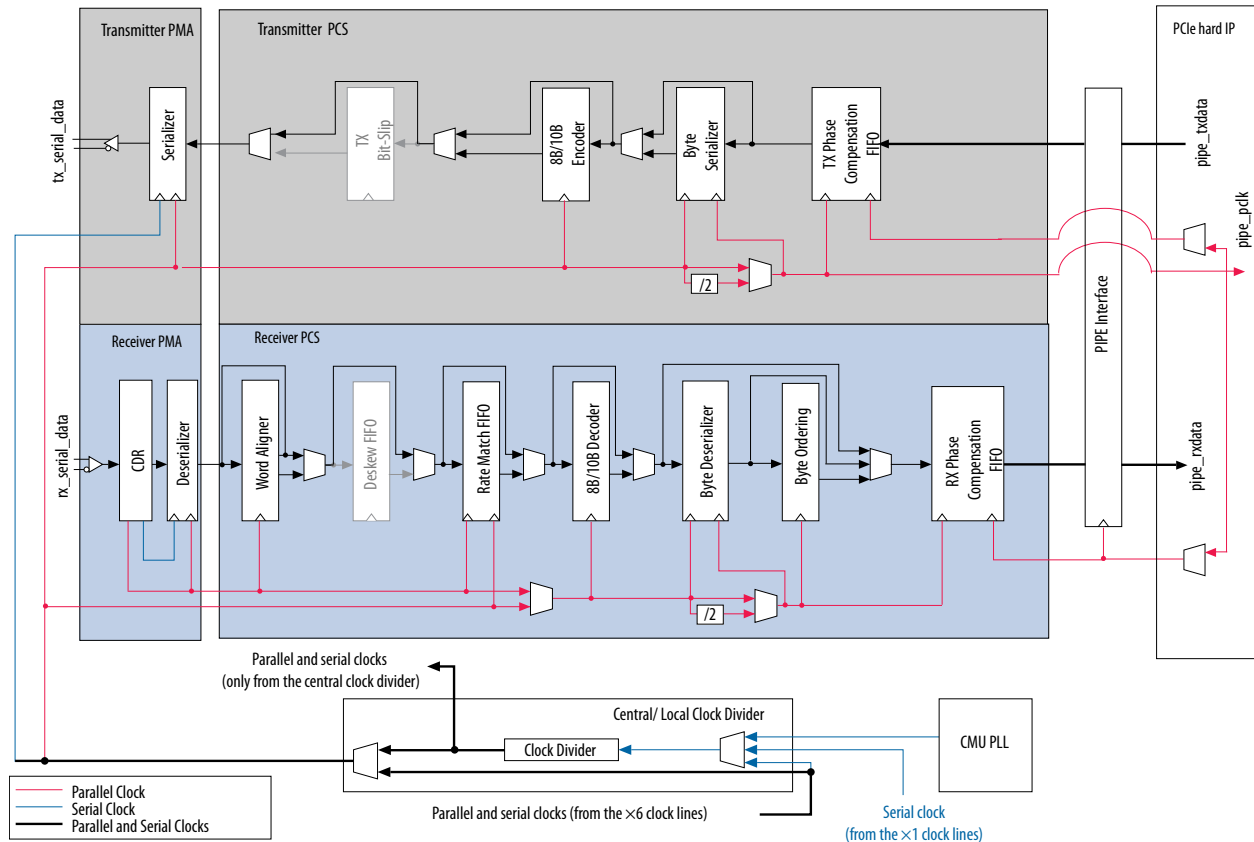 Transmitter PMA
Transmitter PCS
PCIe hard IP
tx_serial_data
Serializer
TX
Bit-Slip
8B/10B
Encoder
Byte
Serializer
TX Phase
Compensation
FIFO
pipe_txdata
pipe_pclk
/2
PIPE Interface
Receiver PMA
Receiver PCS
rx_serial_data
CDR
Deserializer
Word Aligner
Deskew FIFO
Rate Match FIFO
8B/10B Decoder
Byte Deserializer
Byte Ordering
RX Phase
Compensation
FIFO
pipe_rxdata
/2
Parallel and serial clocks
(only from the central clock divider)
Central/ Local Clock Divider
Clock Divider
CMU PLL
Parallel and serial clocks (from the ×6 clock lines)
Serial clock
(from the ×1 clock lines)
Parallel Clock
Serial Clock
Parallel and Serial Clocks